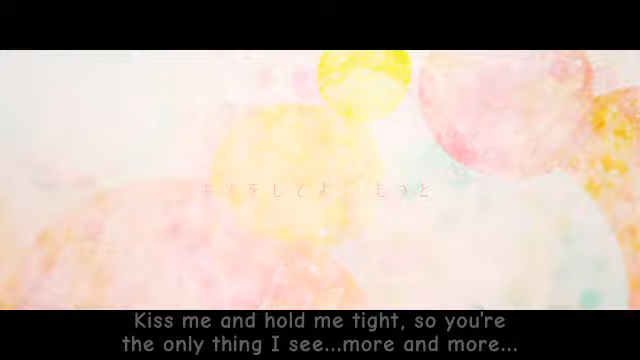 キスをしてよ もっと
Kiss me and hold me tight, so you're
the only thing I see...more and more...